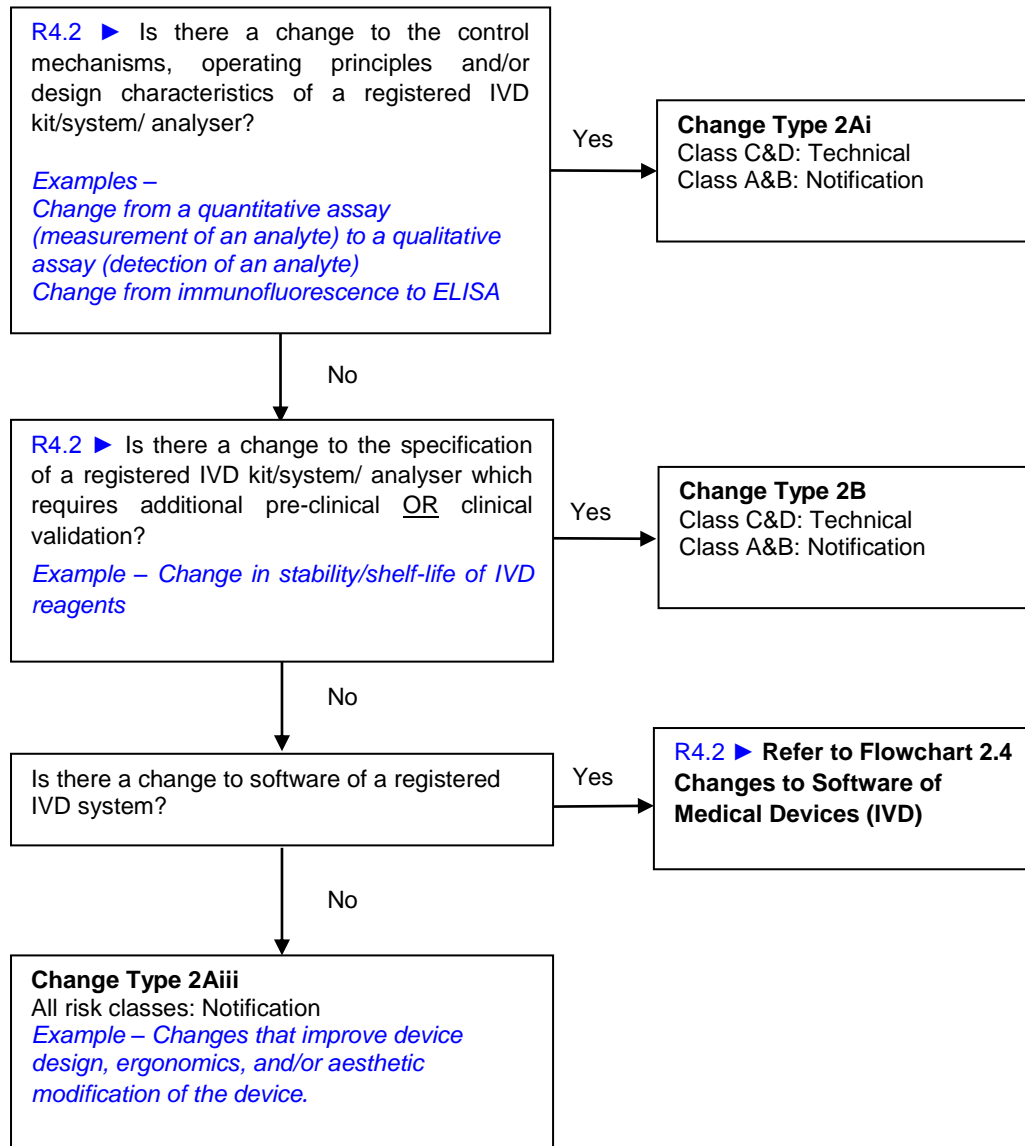 R4.2 ► Is there a change to the control
mechanisms, operating principles and/or
design characteristics of a registered IVD
kit/system/ analyser?
Examples –
Change from a quantitative assay
(measurement of an analyte) to a qualitative
assay (detection of an analyte)
Change from immunofluorescence to ELISA
Yes
Change Type 2Ai
Class C&D: Technical
Class A&B: Notification
No
R4.2 ► Is there a change to the specification
of a registered IVD kit/system/ analyser which
requires additional pre-clinical OR clinical
validation?
Example – Change in stability/shelf-life of IVD
reagents
Yes
Change Type 2B
Class C&D: Technical
Class A&B: Notification
No
Is there a change to software of a registered
IVD system?
Yes
R4.2 ► Refer to Flowchart 2.4
Changes to Software of
Medical Devices (IVD)
No
Change Type 2Aiii
All risk classes: Notification
Example – Changes that improve device
design, ergonomics, and/or aesthetic
modification of the device.